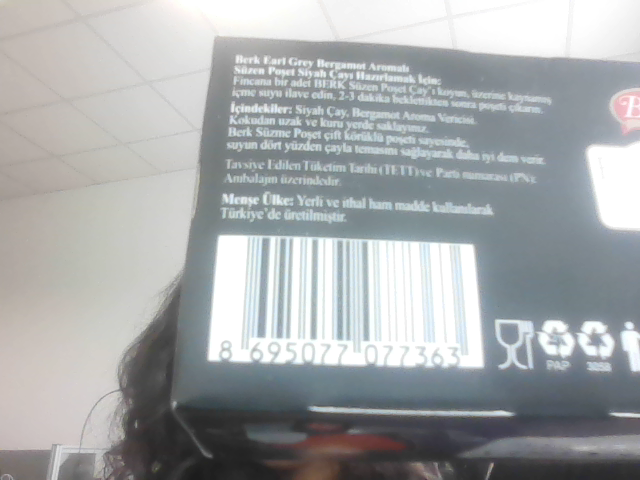 Berk Earl Grey Bergamot Aromalı
Süzen Poşet Siyah Çayı Hazırlamak İçin;
Fincana bir adet BERK Süzen Poşet Çay'ı koyun, üzerine kaynamış
içme suyu ilave edin, 2-3 dakika beklettikten sonra poşeti çıkarın.
İçindekiler: Siyah Çay, Bergamot Aroma Vericisi.
Kokudan uzak ve kuru yerde saklayınız.
Berk Süzme Poşet çift körüklü poşeti sayesinde,
suyun dört yüzden çayla temasını sağlayarak daha iyi dem verir.
Tavsiye Edilen Tüketim Tarihi (TETT) ve Parti numarası (PN):
Ambalajın üzerindedir.
Menşe Ülke: Yerli ve ithal ham madde kullanılarak
Türkiye'de üretilmiştir.
8 695077 077363
PAP